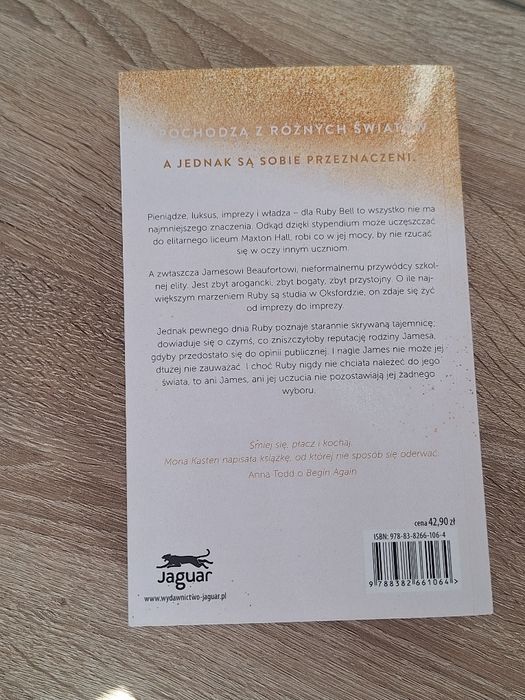 POCHODZĄ Z RÓŻNYCH ŚWIATÓW,
A JEDNAK SĄ SOBIE PRZEZNACZENI.
Pieniądze, luksus, imprezy i władza – dla Ruby Bell to wszystko nie ma
najmniejszego znaczenia. Odkąd dzięki stypendium może uczęszczać
do elitarnego liceum Maxton Hall, robi co w jej mocy, by nie rzucać
się w oczy innym uczniom.
A zwłaszcza Jamesowi Beaufortowi, nieformalnemu przywódcy szkol-
nej elity. Jest zbyt arogancki, zbyt bogaty, zbyt przystojny. O ile naj-
większym marzeniem Ruby są studia w Oksfordzie, on zdaje się żyć
od imprezy do imprezy
Jednak pewnego dnia Ruby poznaje starannie skrywaną tajemnicę;
dowiaduje się o czymś, co zniszczyłoby reputację rodziny Jamesa,
gdyby przedostało się do opinii publicznej. I nagle James nie może jej
dłużej nie zauważać. I choć Ruby nigdy nie chciała należeć do jego
świata, to ani James, ani jej uczucia nie pozostawiają jej żadnego
wyboru.
Śmiej się, płacz i kochaj.
Mona Kasten napisała książkę, od której nie sposób się oderwać.
Anna Todd o Begin Again
cena 42,90 zł
ISBN: 978-83-8266-106-4
9 788382 661064 >
Jaguar
www.wydawnictwo-jaguar.pl